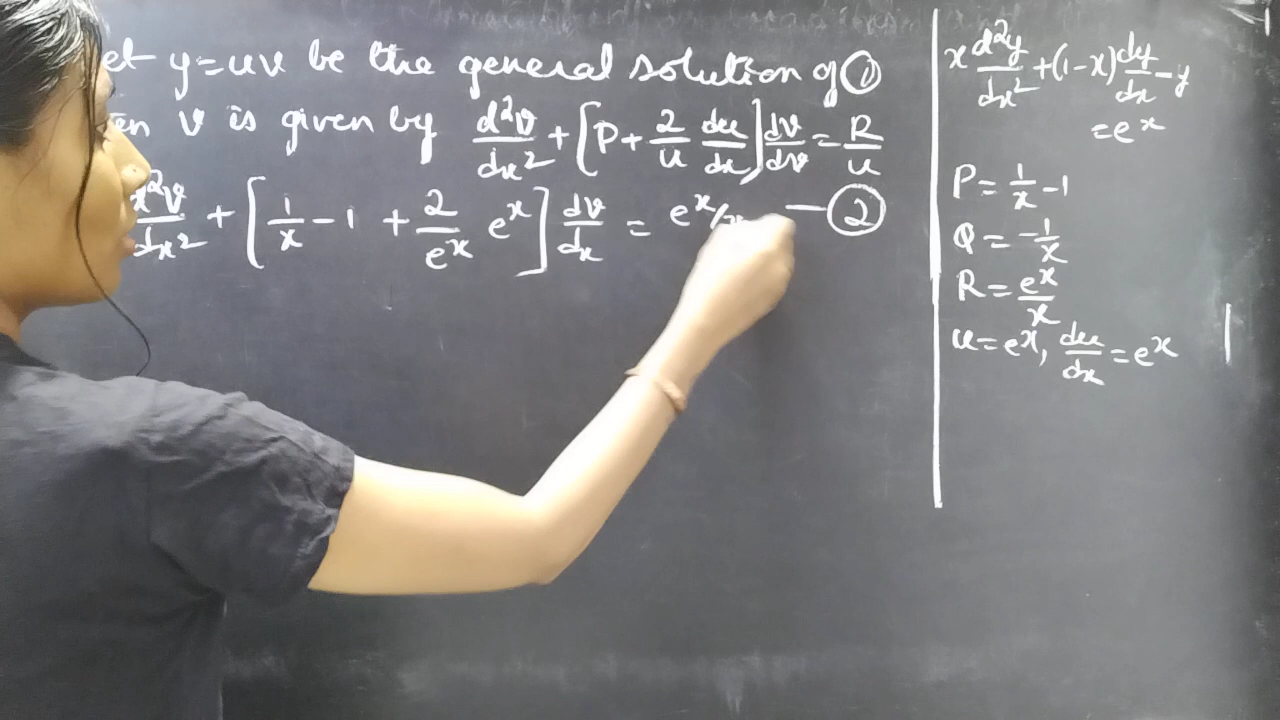 et y=uv be the general solution of ①
en v is given by d²v/dx² + [P + 2/u du/dx] dv/dv = R/u
d²v/dx² + [1/x - 1 + 2/eˣ eˣ] dv/dx = eˣ/x — ②
x d²y/dx² + (1-x) dy/dx - y
= eˣ
P = 1/x - 1
Q = -1/x
R = eˣ/x
u = eˣ, du/dx = eˣ